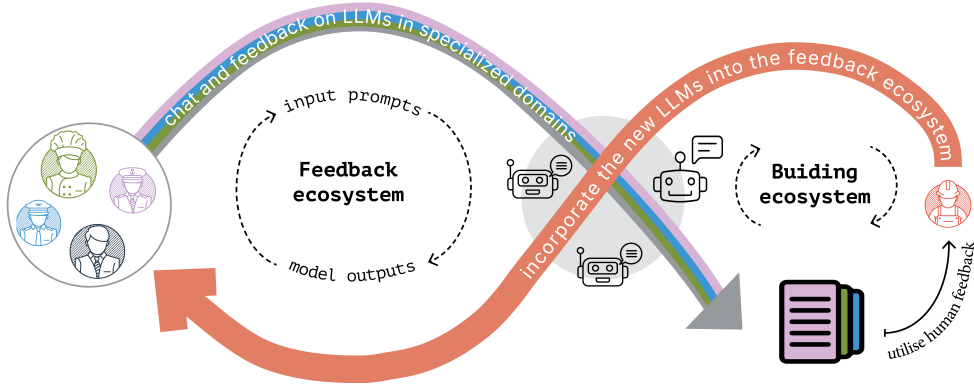 chat and feedback on LLMs in specialized domains
input prompts
Feedback
ecosystem
model outputs
incorporate the new LLMs into the feedback ecosystem
Buiding
ecosystem
utilise human feedback